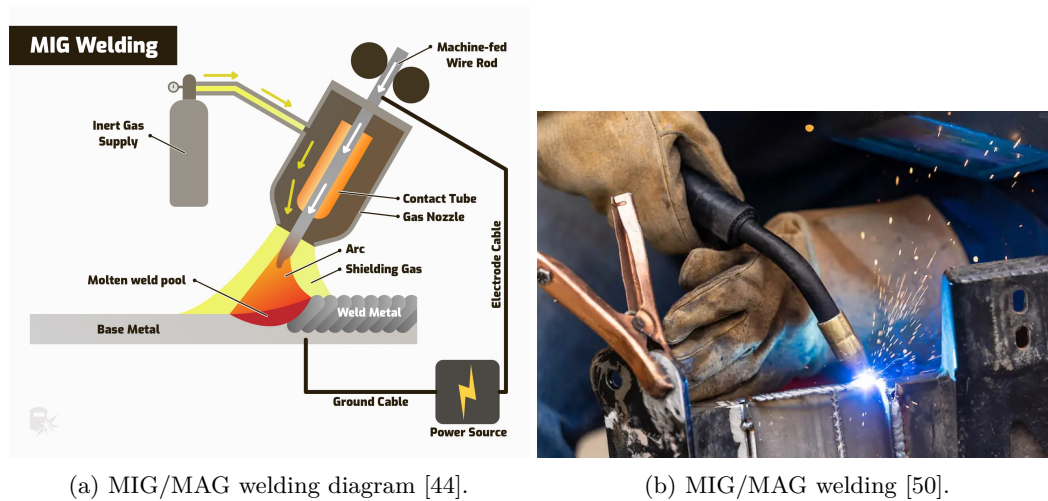 MIG Welding
Machine-fed
Wire Rod
Inert Gas
Supply
Contact Tube
Gas Nozzle
Arc
Shielding Gas
Molten weld pool
Electrode Cable
Weld Metal
Base Metal
Ground Cable
Power Source
(a) MIG/MAG welding diagram [44].
(b) MIG/MAG welding [50].